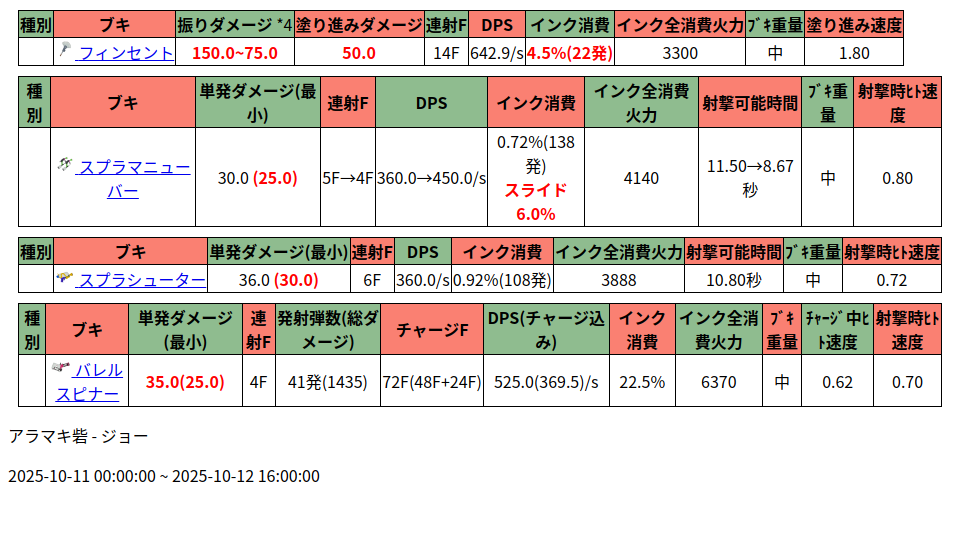 種別 ブキ 振りダメージ *4 塗り進みダメージ 連射F DPS インク消費 インク全消費火力 ﾌﾞｷ重量 塗り進み速度
フィンセント 150.0~75.0 50.0 14F 642.9/s 4.5%(22発) 3300 中 1.80
種別 ブキ 単発ダメージ(最小) 連射F DPS インク消費 インク全消費火力 射撃可能時間 ﾌﾞｷ重量 射撃時ﾋﾄ速度
スプラマニューバー 30.0 (25.0) 5F→4F 360.0→450.0/s 0.72%(138発) スライド 6.0% 4140 11.50→8.67秒 中 0.80
種別 ブキ 単発ダメージ(最小) 連射F DPS インク消費 インク全消費火力 射撃可能時間 ﾌﾞｷ重量 射撃時ﾋﾄ速度
スプラシューター 36.0 (30.0) 6F 360.0/s 0.92%(108発) 3888 10.80秒 中 0.72
種別 ブキ 単発ダメージ(最小) 連射F 発射弾数(総ダメージ) チャージF DPS(チャージ込み) インク消費 インク全消費火力 ﾌﾞｷ重量 ﾁｬｰｼﾞ中ﾋﾄ速度 射撃時ﾋﾄ速度
バレルスピナー 35.0(25.0) 4F 41発(1435) 72F(48F+24F) 525.0(369.5)/s 22.5% 6370 中 0.62 0.70
アラマキ砦 - ジョー
2025-10-11 00:00:00 ~ 2025-10-12 16:00:00